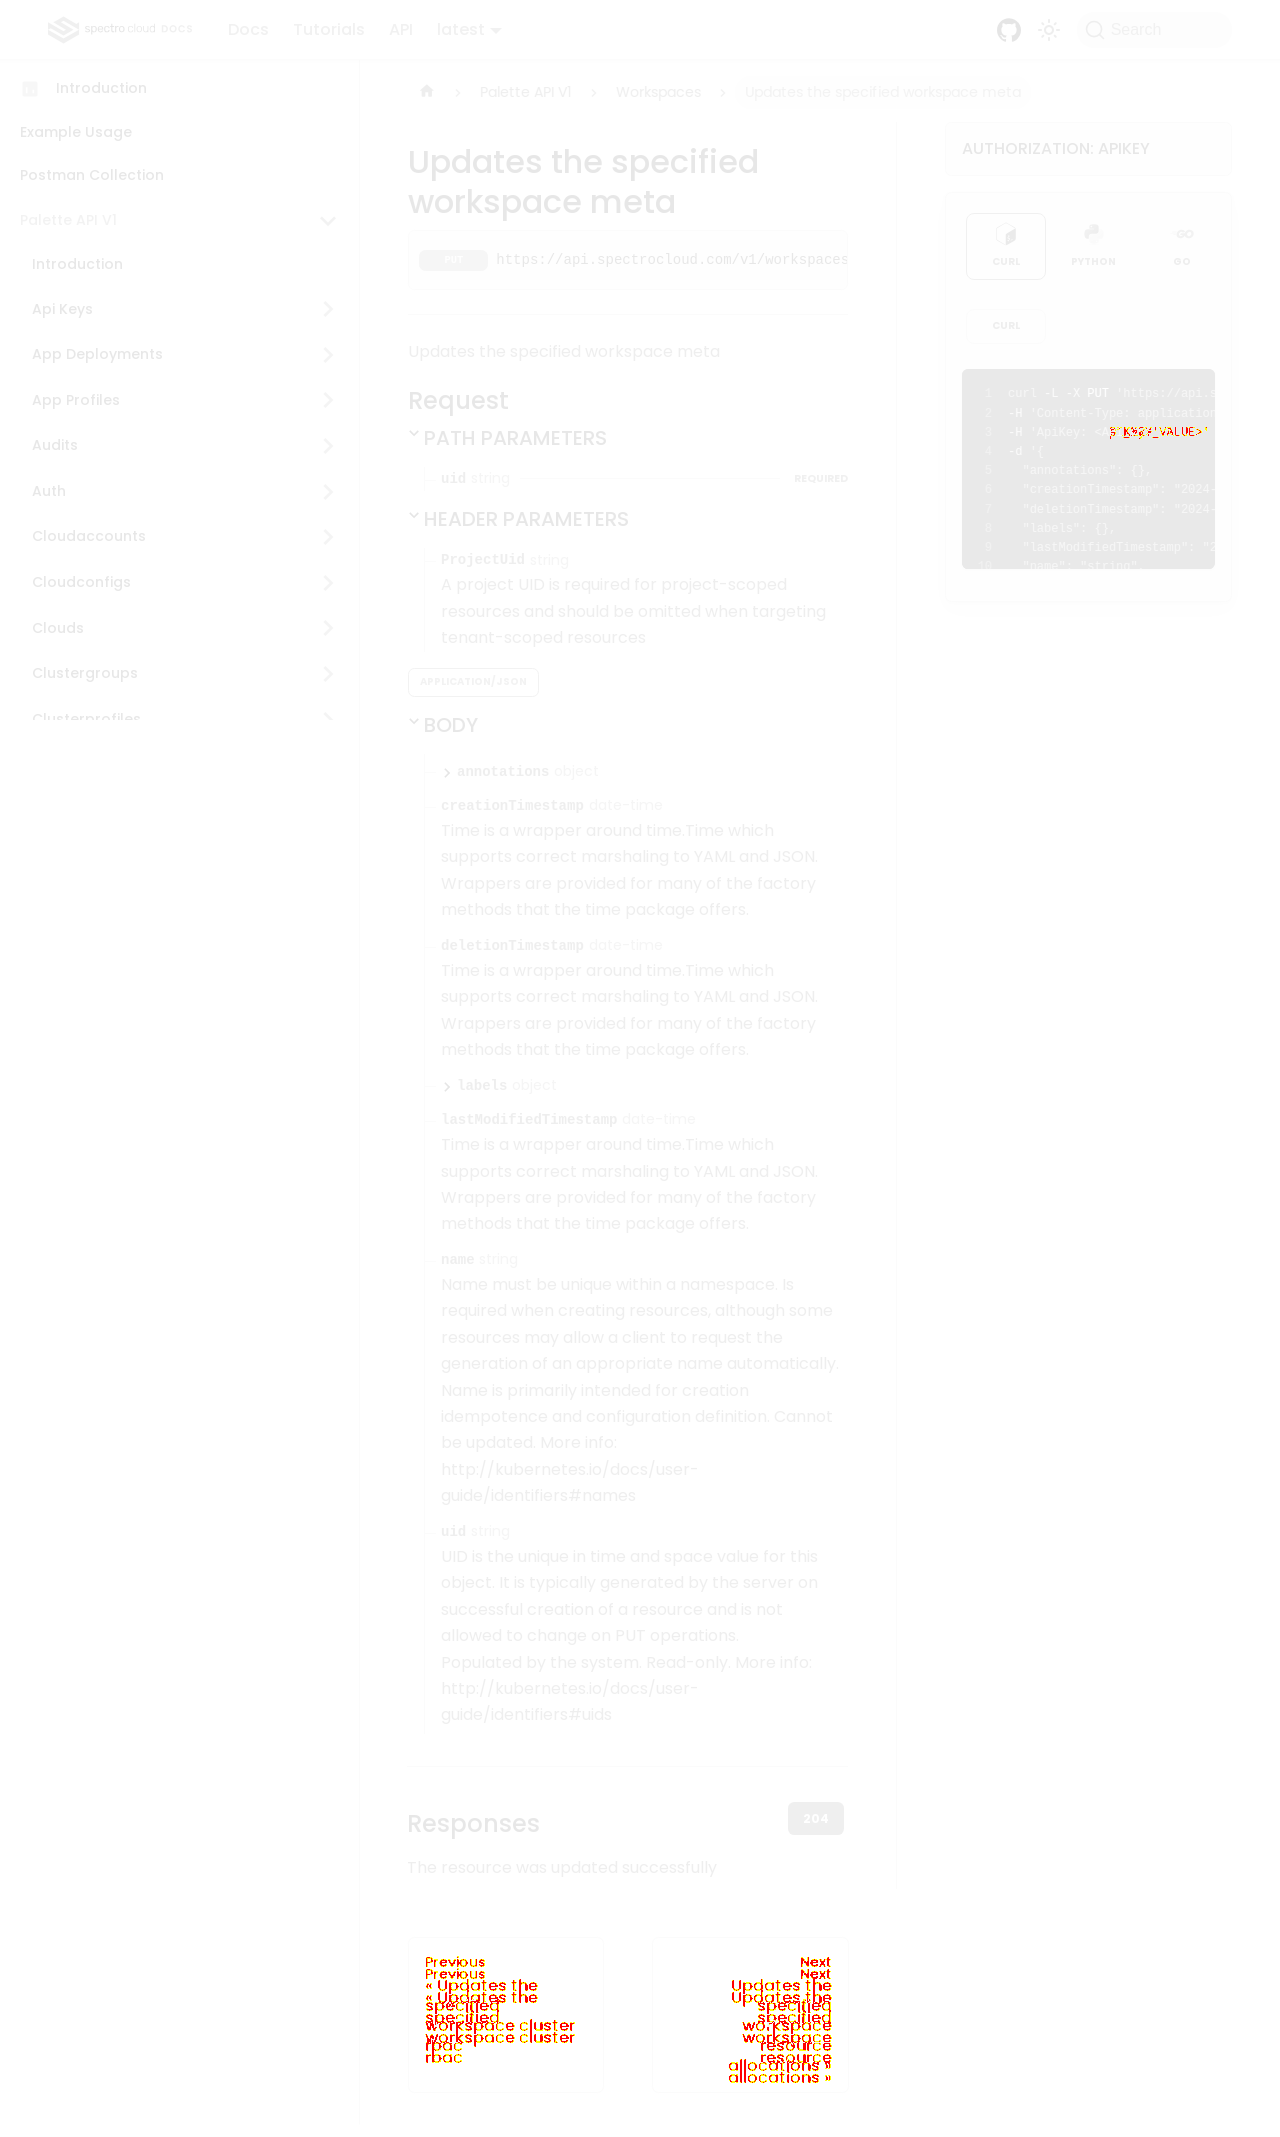 spectro cloud DOCS
Docs
Tutorials
API
latest
Search
Introduction
Example Usage
Postman Collection
Palette API V1
Introduction
Api Keys
App Deployments
App Profiles
Audits
Auth
Cloudaccounts
Cloudconfigs
Clouds
Clustergroups
Clusterprofiles
Palette API V1
Workspaces
Updates the specified workspace meta
Updates the specified
workspace meta
PUT https://api.spectrocloud.com/v1/workspaces
Updates the specified workspace meta
Request
PATH PARAMETERS
uid string REQUIRED
HEADER PARAMETERS
ProjectUid string
A project UID is required for project-scoped
resources and should be omitted when targeting
tenant-scoped resources
APPLICATION/JSON
BODY
annotations object
creationTimestamp date-time
Time is a wrapper around time.Time which
supports correct marshaling to YAML and JSON.
Wrappers are provided for many of the factory
methods that the time package offers.
deletionTimestamp date-time
Time is a wrapper around time.Time which
supports correct marshaling to YAML and JSON.
Wrappers are provided for many of the factory
methods that the time package offers.
labels object
lastModifiedTimestamp date-time
Time is a wrapper around time.Time which
supports correct marshaling to YAML and JSON.
Wrappers are provided for many of the factory
methods that the time package offers.
name string
Name must be unique within a namespace. Is
required when creating resources, although some
resources may allow a client to request the
generation of an appropriate name automatically.
Name is primarily intended for creation
idempotence and configuration definition. Cannot
be updated. More info:
http://kubernetes.io/docs/user-
guide/identifiers#names
uid string
UID is the unique in time and space value for this
object. It is typically generated by the server on
successful creation of a resource and is not
allowed to change on PUT operations.
Populated by the system. Read-only. More info:
http://kubernetes.io/docs/user-
guide/identifiers#uids
Responses
204
The resource was updated successfully
AUTHORIZATION: APIKEY
CURL
PYTHON
GO
GO
CURL
1 curl -L -X PUT 'https://api.s
2 -H 'Content-Type: application
3 -H 'ApiKey: _VALUE>'
4 -d '{
5 "annotations": {},
6 "creationTimestamp": "2024-
7 "deletionTimestamp": "2024-
8 "labels": {},
9 "lastModifiedTimestamp": "2
10 "name": "string"
Previous
Previous
« Updates the
« Updates the
specified
specified
workspace cluster
workspace cluster
rbac
rbac
Next
Next
Updates the
Updates the
specified
specified
workspace
workspace
resource
resource
allocations »
allocations »